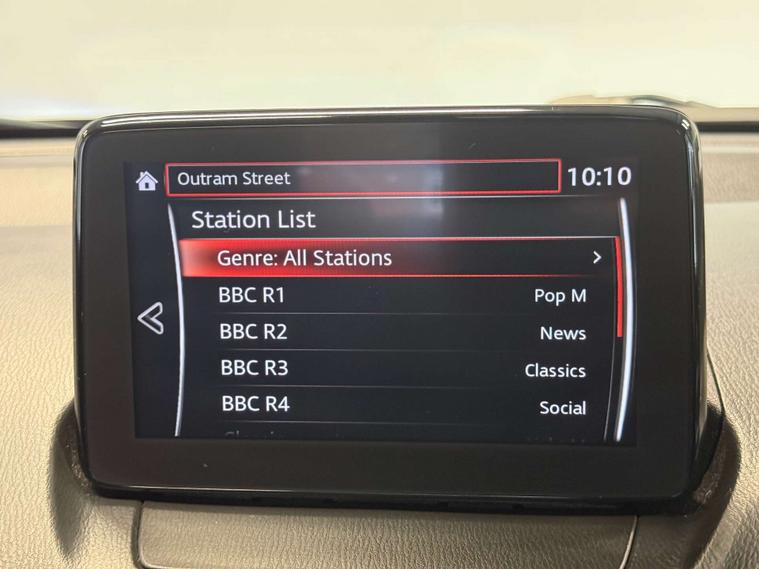 Outram Street 10:10
Station List
Genre: All Stations >
BBC R1 Pop M
BBC R2 News
BBC R3 Classics
BBC R4 Social